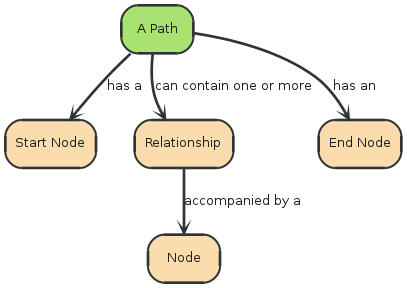 A Path
has a
can contain one or more
has an
Start Node
Relationship
End Node
accompanied by a
Node